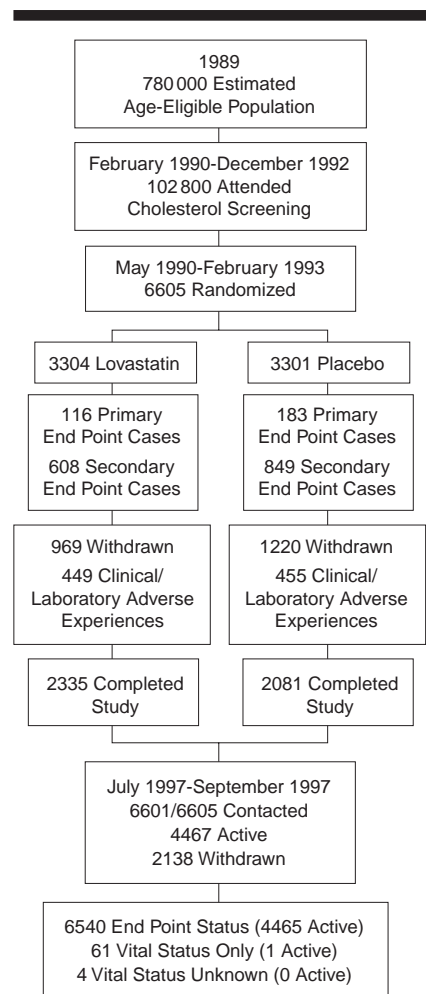 1989
780 000 Estimated
Age-Eligible Population
February 1990-December 1992
102 800 Attended
Cholesterol Screening
May 1990-February 1993
6605 Randomized
3304 Lovastatin
3301 Placebo
116 Primary
End Point Cases
608 Secondary
End Point Cases
183 Primary
End Point Cases
849 Secondary
End Point Cases
969 Withdrawn
449 Clinical/
Laboratory Adverse
Experiences
1220 Withdrawn
455 Clinical/
Laboratory Adverse
Experiences
2335 Completed
Study
2081 Completed
Study
July 1997-September 1997
6601/6605 Contacted
4467 Active
2138 Withdrawn
6540 End Point Status (4465 Active)
61 Vital Status Only (1 Active)
4 Vital Status Unknown (0 Active)